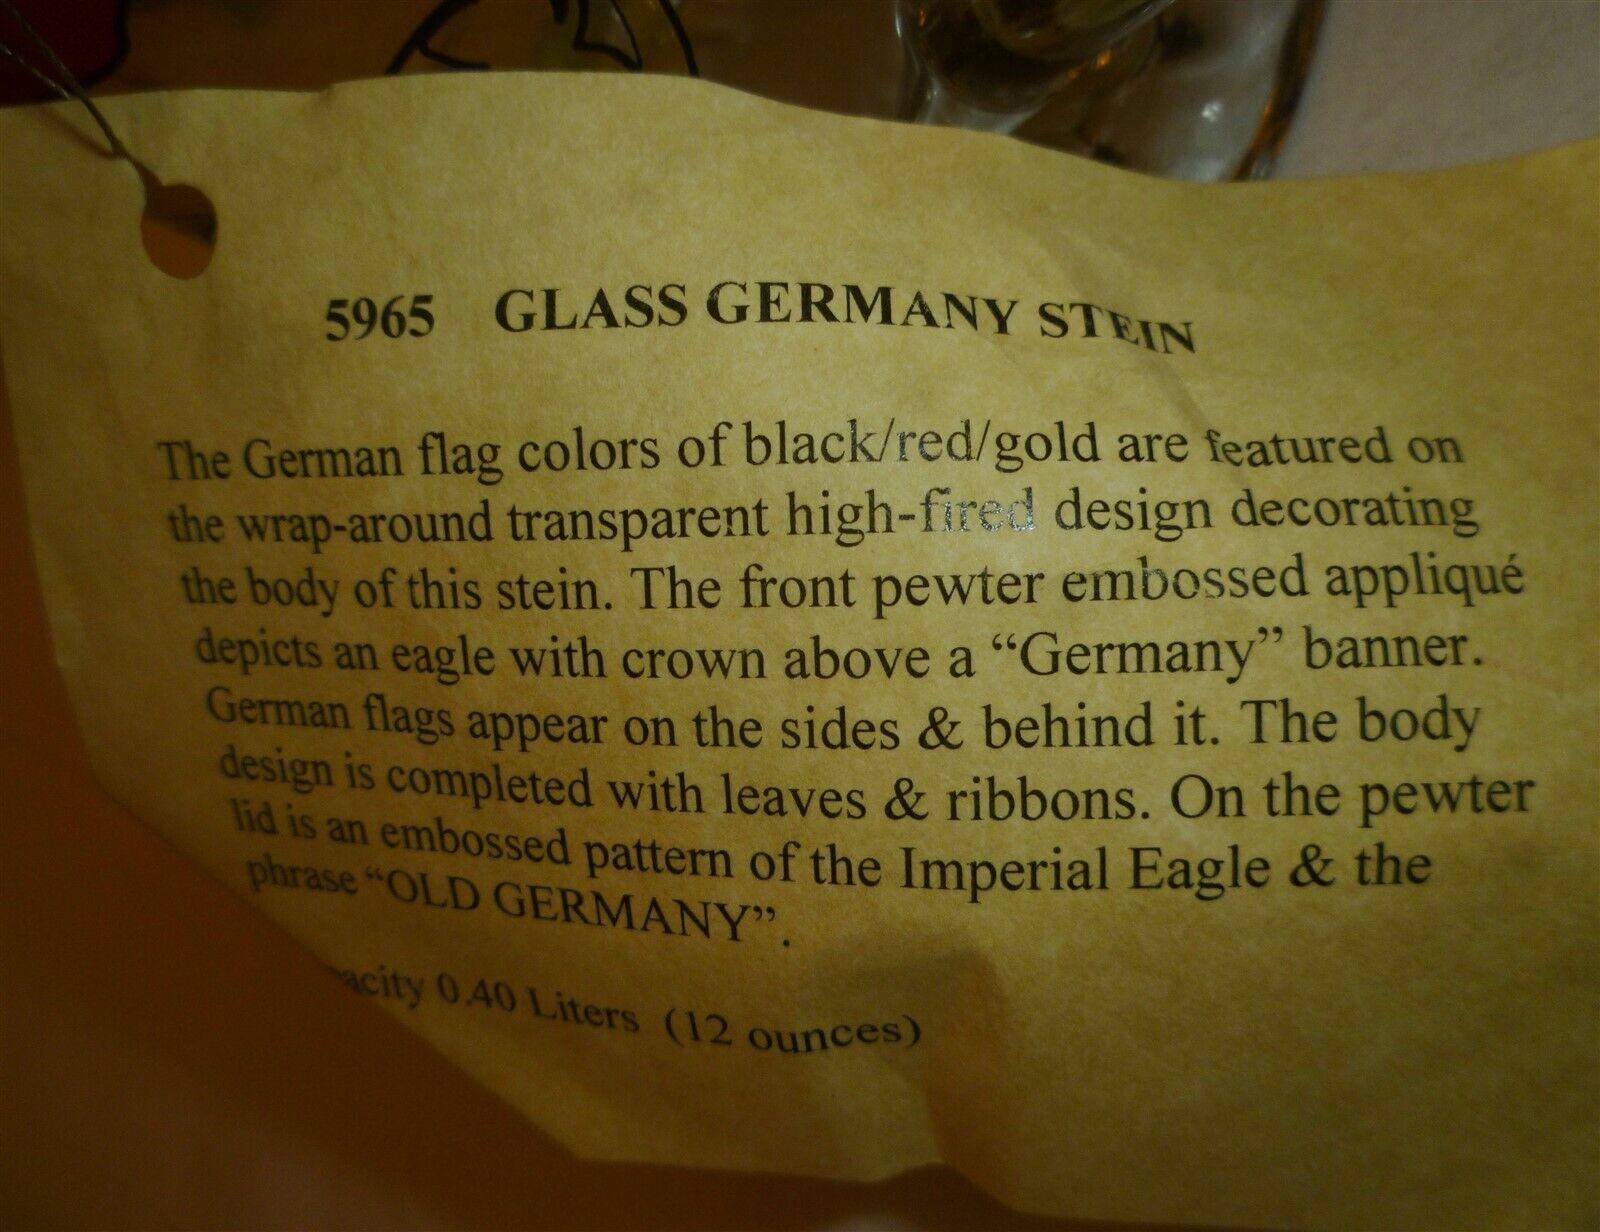 5965 GLASS GERMANY STEIN
The German flag colors of black/red/gold are featured on
the wrap-around transparent high-fired design decorating
the body of this stein. The front pewter embossed appliqué
depicts an eagle with crown above a “Germany” banner.
German flags appear on the sides & behind it. The body
design is completed with leaves & ribbons. On the pewter
lid is an embossed pattern of the Imperial Eagle & the
phrase “OLD GERMANY”.
acity 0.40 Liters (12 ounces)